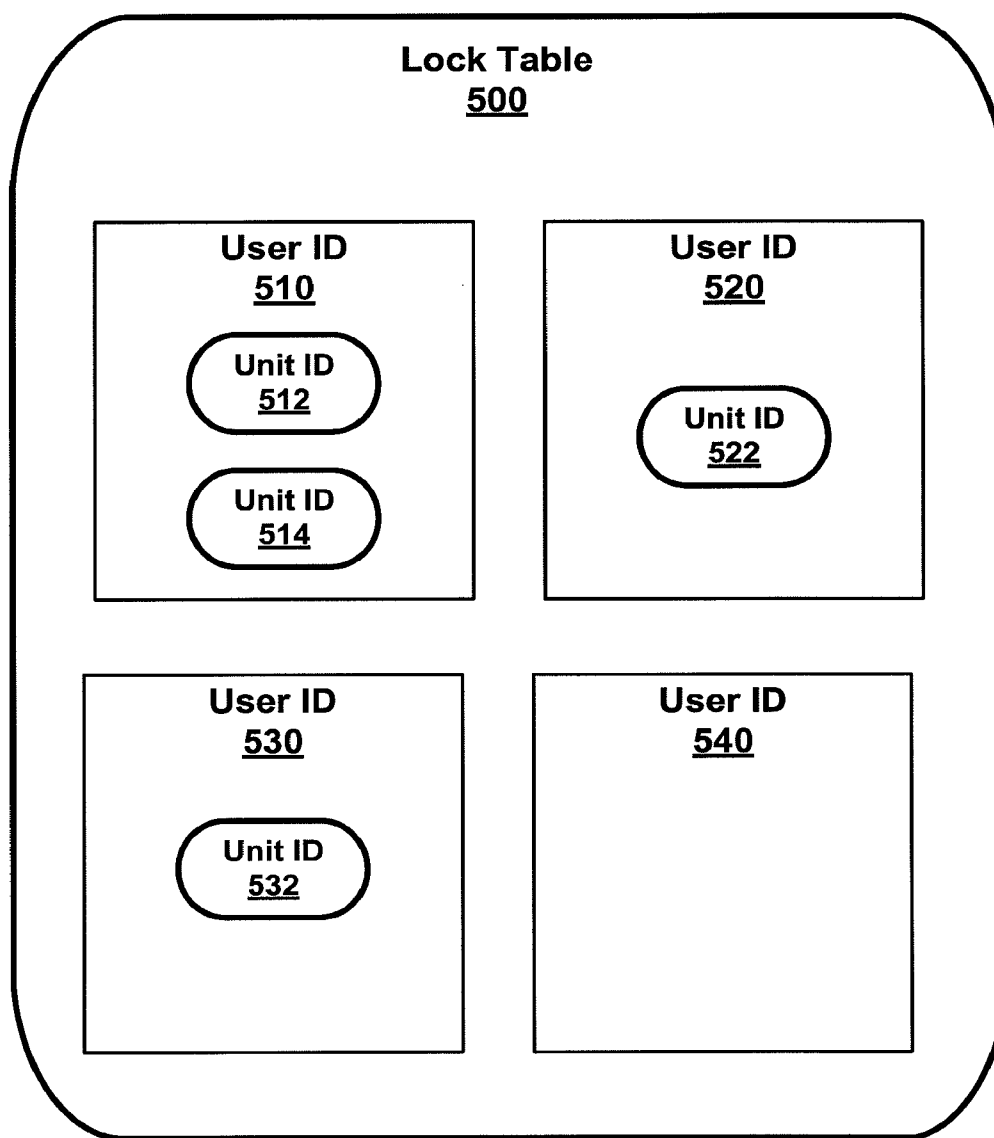 Lock Table
500
User ID
510
Unit ID
512
Unit ID
514
User ID
520
Unit ID
522
User ID
530
Unit ID
532
User ID
540